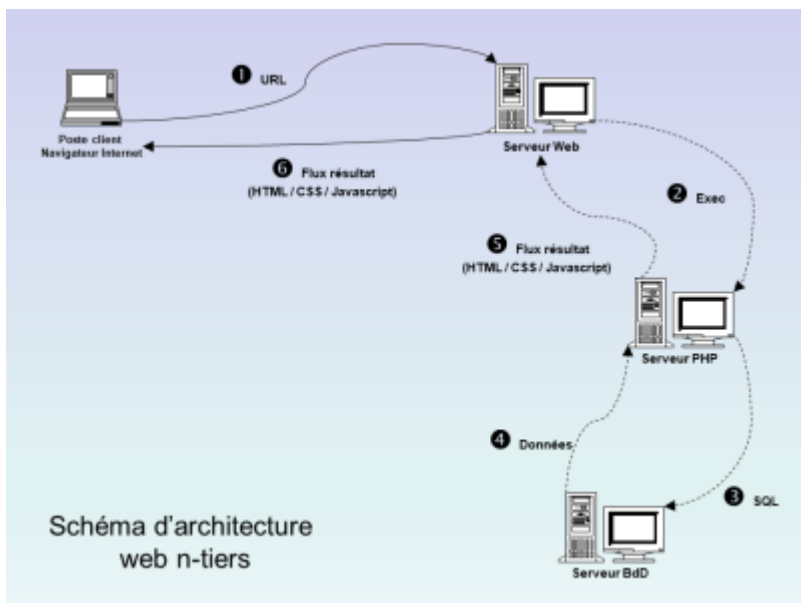 ❶ URL
Poste client
Navigateur Internet
Serveur Web
❻ Flux résultat
(HTML / CSS / Javascript)
❷ Exec
❺ Flux résultat
(HTML / CSS / Javascript)
Serveur PHP
❹ Données
❸ SQL
Schéma d'architecture
web n-tiers
Serveur BdD